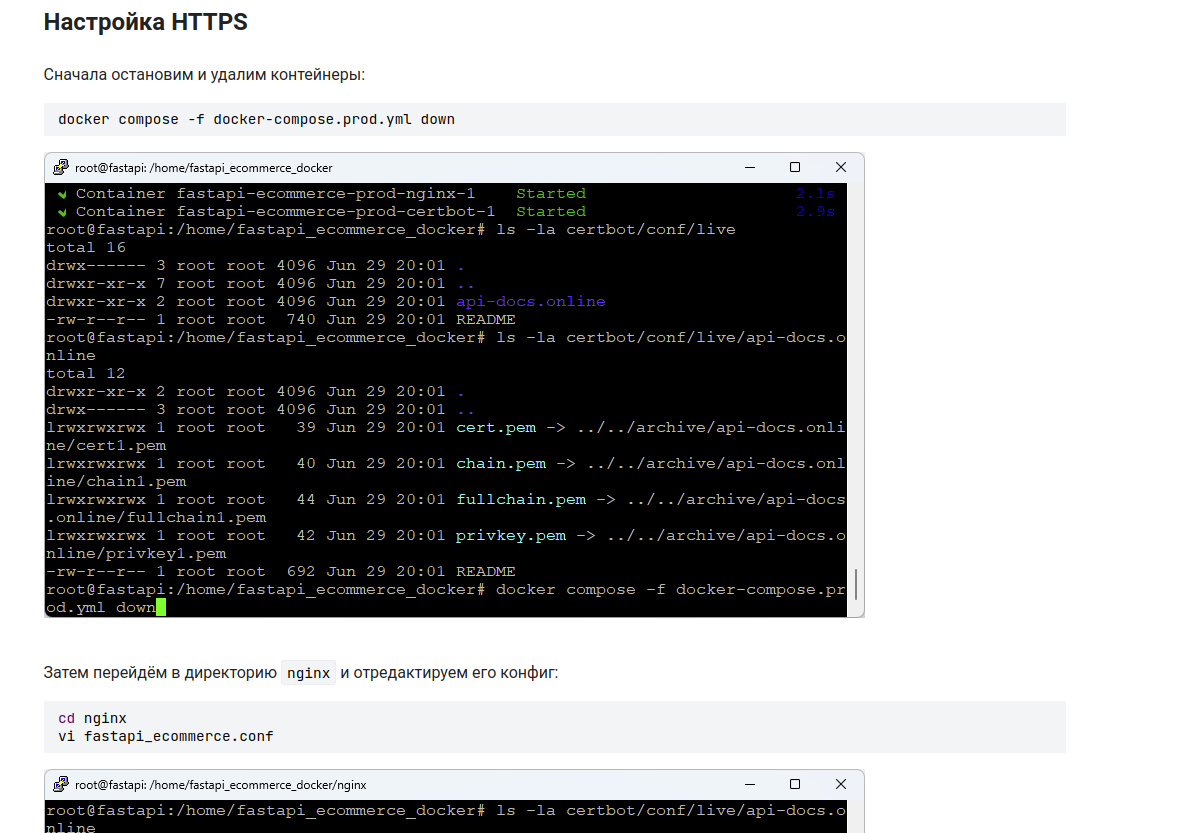 Настройка HTTPS
Сначала остановим и удалим контейнеры:
docker compose -f docker-compose.prod.yml down
root@fastapi: /home/fastapi_ecommerce_docker
✔ Container fastapi-ecommerce-prod-nginx-1    Started    2.1s
✔ Container fastapi-ecommerce-prod-certbot-1  Started    2.9s
root@fastapi:/home/fastapi_ecommerce_docker# ls -la certbot/conf/live
total 16
drwx------ 3 root root 4096 Jun 29 20:01 .
drwxr-xr-x 7 root root 4096 Jun 29 20:01 ..
drwxr-xr-x 2 root root 4096 Jun 29 20:01 api-docs.online
-rw-r--r-- 1 root root  740 Jun 29 20:01 README
root@fastapi:/home/fastapi_ecommerce_docker# ls -la certbot/conf/live/api-docs.o
nline
total 12
drwxr-xr-x 2 root root 4096 Jun 29 20:01 .
drwx------ 3 root root 4096 Jun 29 20:01 ..
lrwxrwxrwx 1 root root   39 Jun 29 20:01 cert.pem -> ../../archive/api-docs.onli
ne/cert1.pem
lrwxrwxrwx 1 root root   40 Jun 29 20:01 chain.pem -> ../../archive/api-docs.onl
ine/chain1.pem
lrwxrwxrwx 1 root root   44 Jun 29 20:01 fullchain.pem -> ../../archive/api-docs
.online/fullchain1.pem
lrwxrwxrwx 1 root root   42 Jun 29 20:01 privkey.pem -> ../../archive/api-docs.o
nline/privkey1.pem
-rw-r--r-- 1 root root  692 Jun 29 20:01 README
root@fastapi:/home/fastapi_ecommerce_docker# docker compose -f docker-compose.pr
od.yml down
Затем перейдём в директорию nginx и отредактируем его конфиг:
cd nginx
vi fastapi_ecommerce.conf
root@fastapi: /home/fastapi_ecommerce_docker/nginx
root@fastapi:/home/fastapi_ecommerce_docker# ls -la certbot/conf/live/api-docs.o
nline